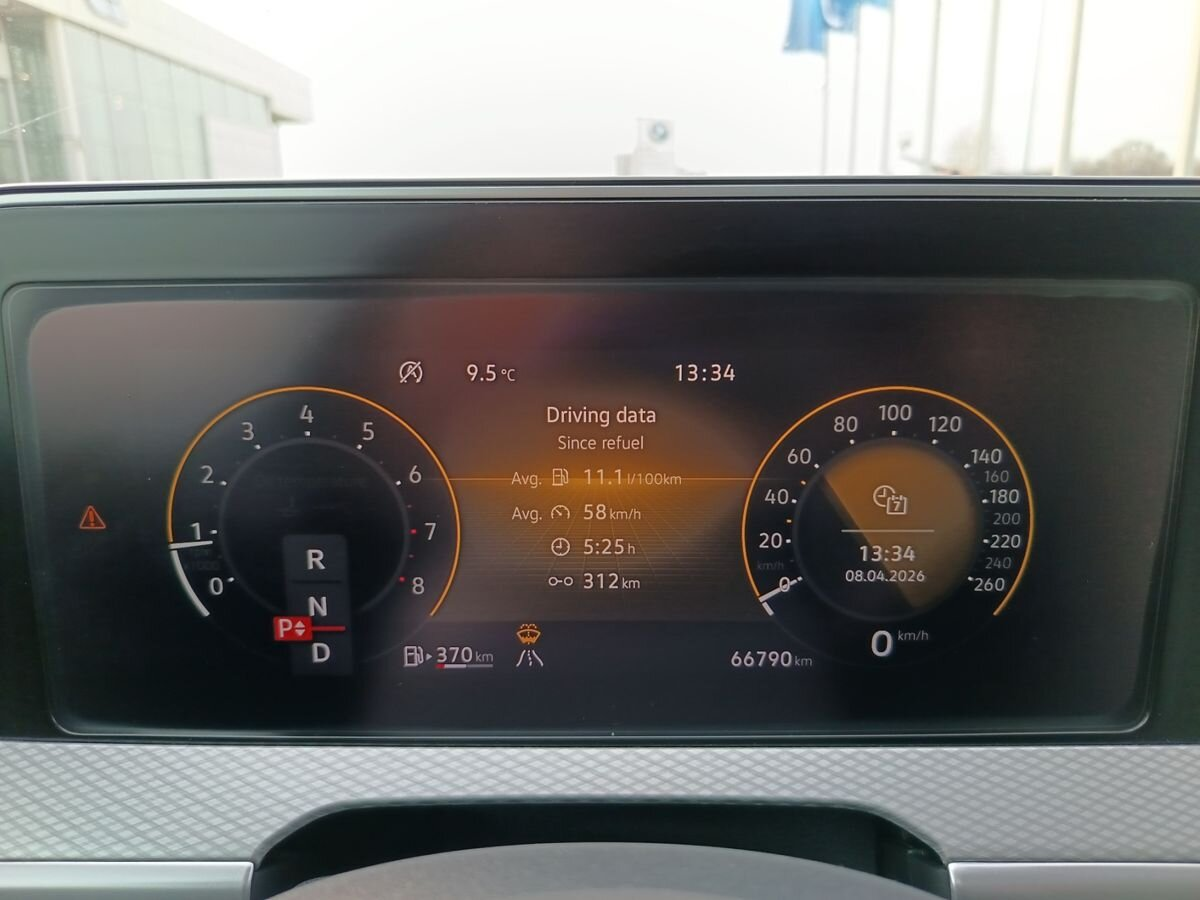 9.5 °C
13:34
Driving data
Since refuel
Avg. 11.1 l/100km
Avg. 58 km/h
5:25 h
312 km
0
1
2
3
4
5
6
7
8
R
N
P
D
370 km
0
20
40
60
80
100
120
140
160
180
200
220
240
260
km/h
7
13:34
08.04.2026
0 km/h
66790 km